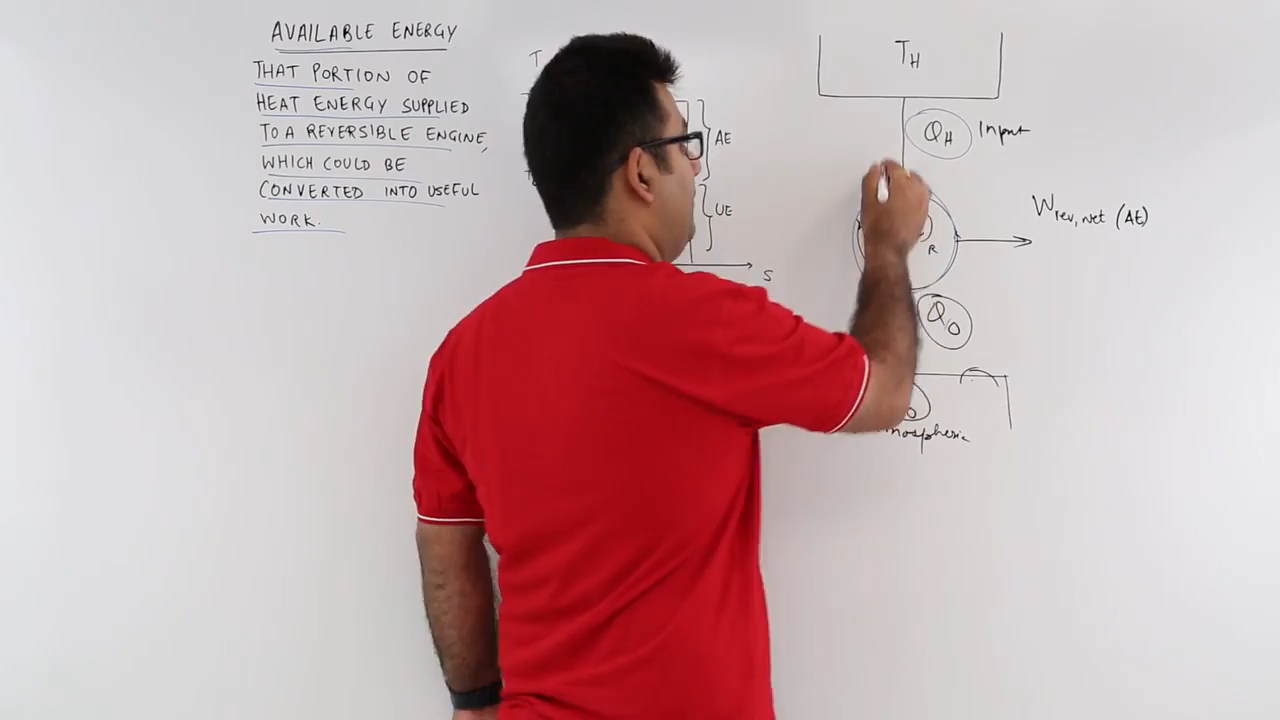 AVAILABLE ENERGY
THAT PORTION OF
HEAT ENERGY SUPPLIED
TO A REVERSIBLE ENGINE,
WHICH COULD BE
CONVERTED INTO USEFUL
WORK.
T
AE
UE
S
T_H
Q_H Input
W_rev, net (AE)
R
Q_O